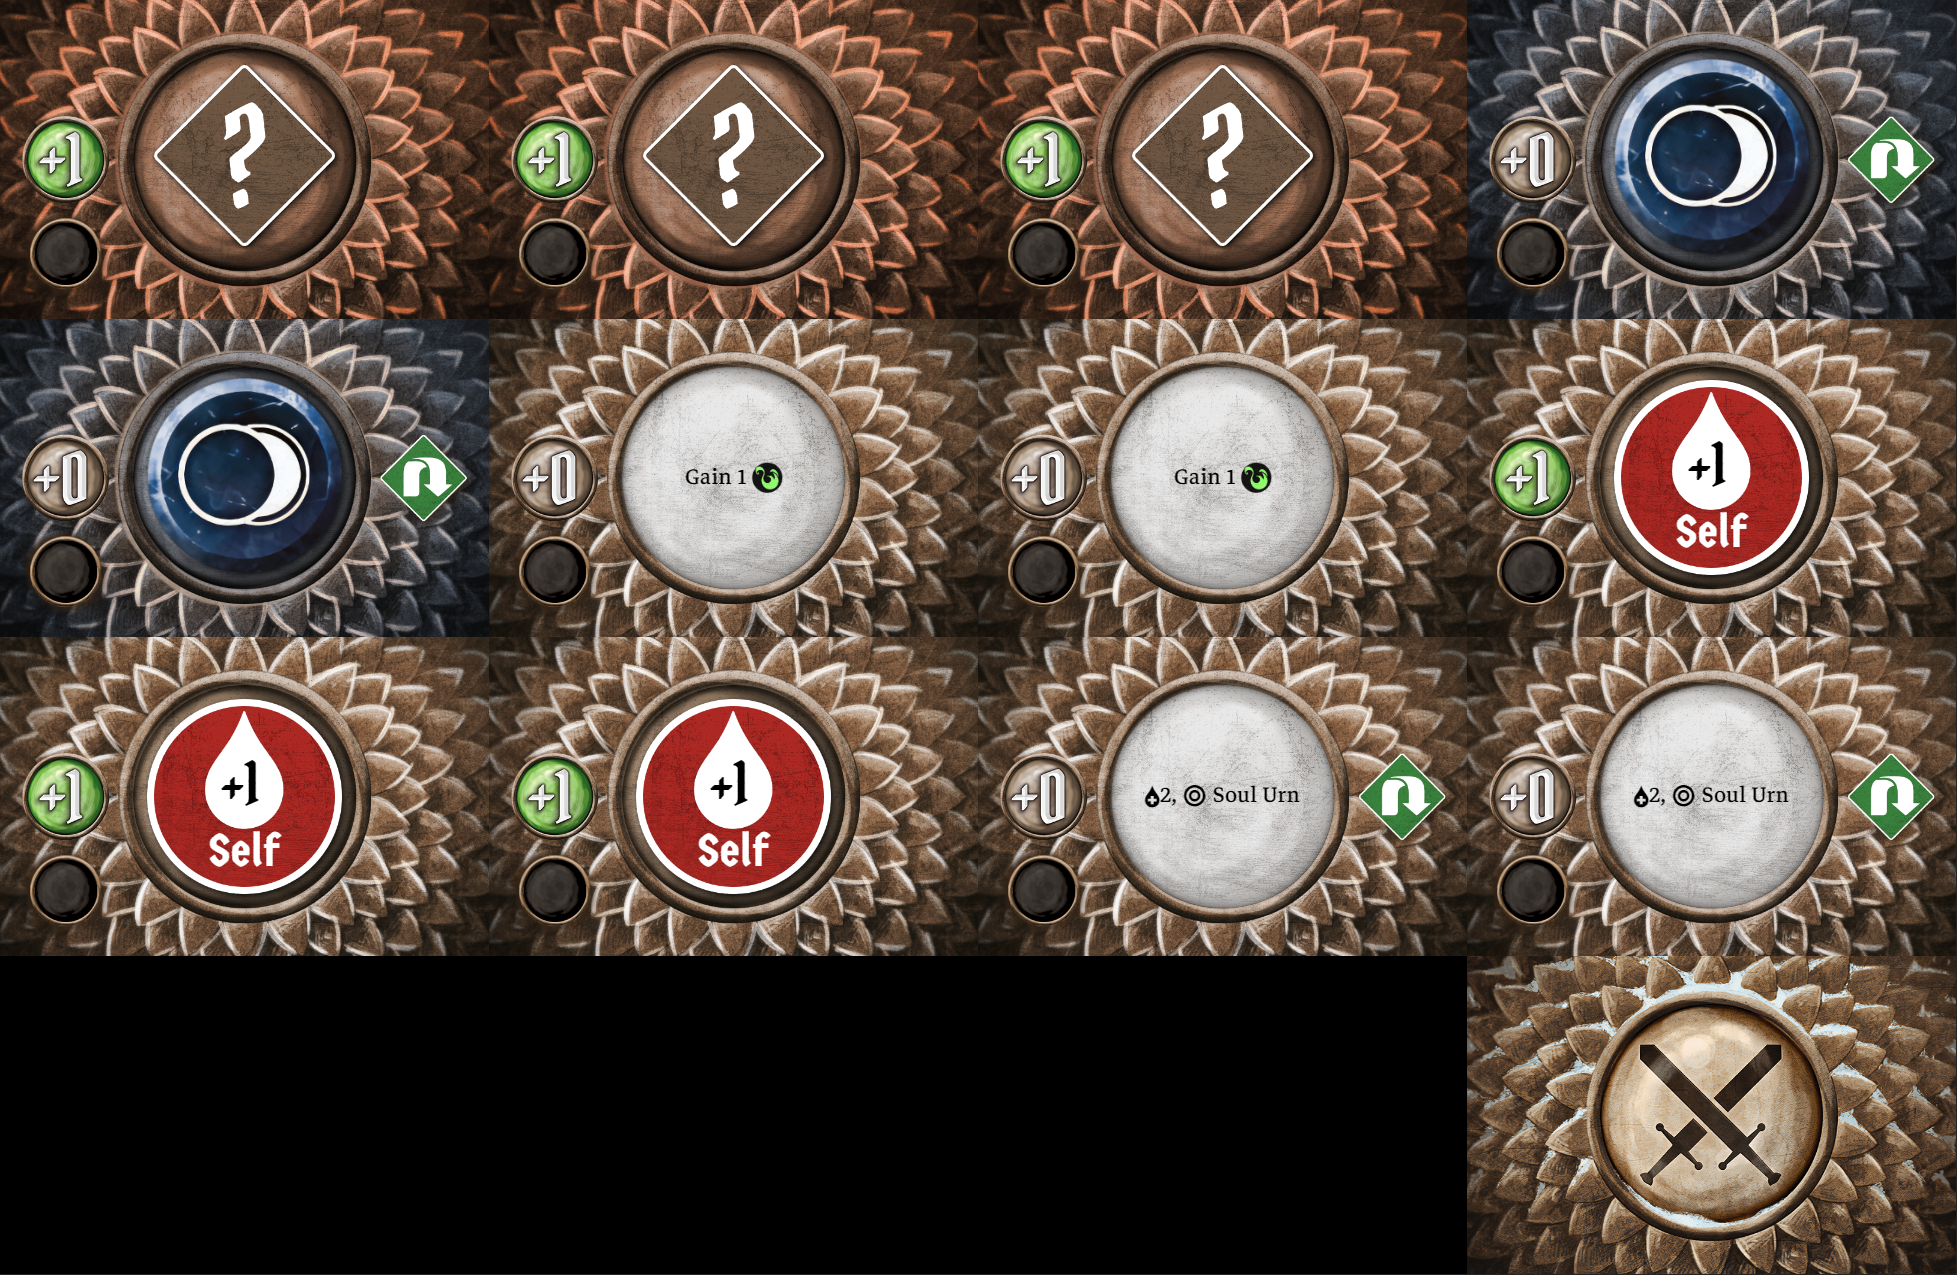 +1
?
+1
?
+1
?
+0
+0
+0
Gain 1
+0
Gain 1
+1
+1
Self
+1
+1
Self
+1
+1
Self
+0
2, Soul Urn
+0
2, Soul Urn